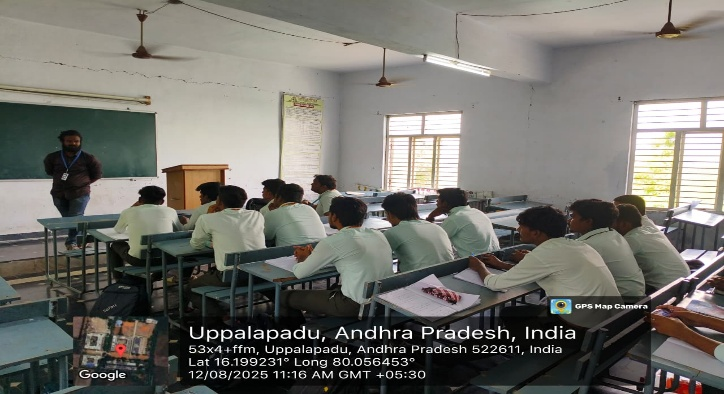 GPS Map Camera
Uppalapadu, Andhra Pradesh, India
53x4+ffm, Uppalapadu, Andhra Pradesh 522611, India
Lat 16.199231° Long 80.056453°
12/08/2025 11:16 AM GMT +05:30
Google